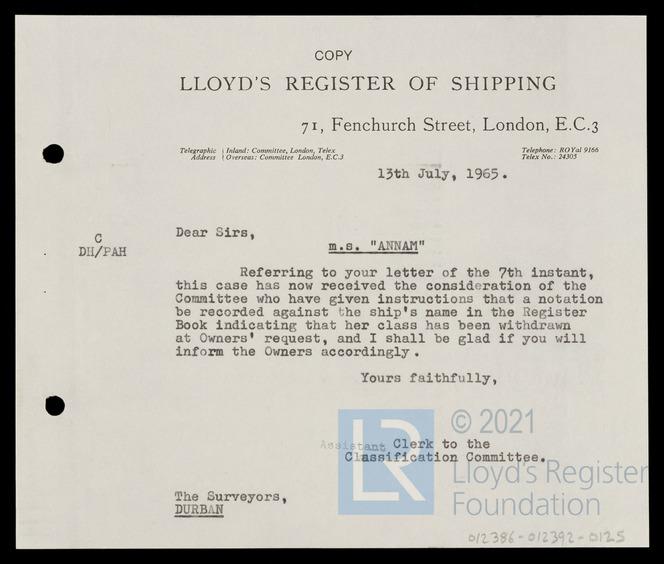 COPY
LLOYD'S REGISTER OF SHIPPING
71, Fenchurch Street, London, E.C.3
Telegraphic Address { Inland: Committee, London, Telex
Overseas: Committee London, E.C.3
Telephone: ROYal 9166
Telex No.: 24305
13th July, 1965.
C
DH/PAH
Dear Sirs,
m.s. "ANNAM"
Referring to your letter of the 7th instant,
this case has now received the consideration of the
Committee who have given instructions that a notation
be recorded against the ship's name in the Register
Book indicating that her class has been withdrawn
at Owners' request, and I shall be glad if you will
inform the Owners accordingly.
Yours faithfully,
Assistant Clerk to the
Classification Committee.
The Surveyors,
DURBAN
LR
© 2021
Lloyd's Register
Foundation
012386-012392-0125